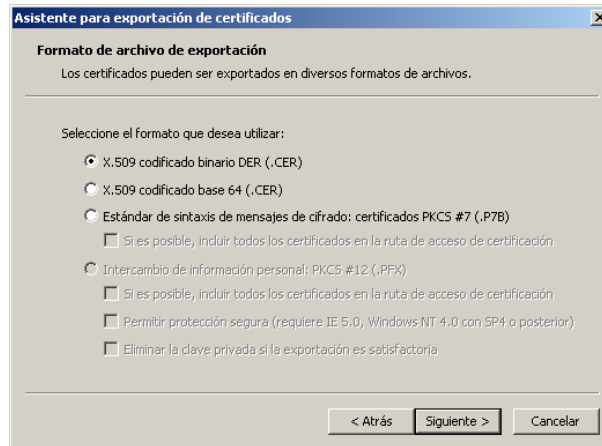 Asistente para exportación de certificados
Formato de archivo de exportación
Los certificados pueden ser exportados en diversos formatos de archivos.
Seleccione el formato que desea utilizar:
X.509 codificado binario DER (.CER)
X.509 codificado base 64 (.CER)
Estándar de sintaxis de mensajes de cifrado: certificados PKCS #7 (.P7B)
Si es posible, incluir todos los certificados en la ruta de acceso de certificación
Intercambio de información personal: PKCS #12 (.PFX)
Si es posible, incluir todos los certificados en la ruta de acceso de certificación
Permitir protección segura (requiere IE 5.0, Windows NT 4.0 con SP4 o posterior)
Eliminar la clave privada si la exportación es satisfactoria
< Atrás Siguiente > Cancelar